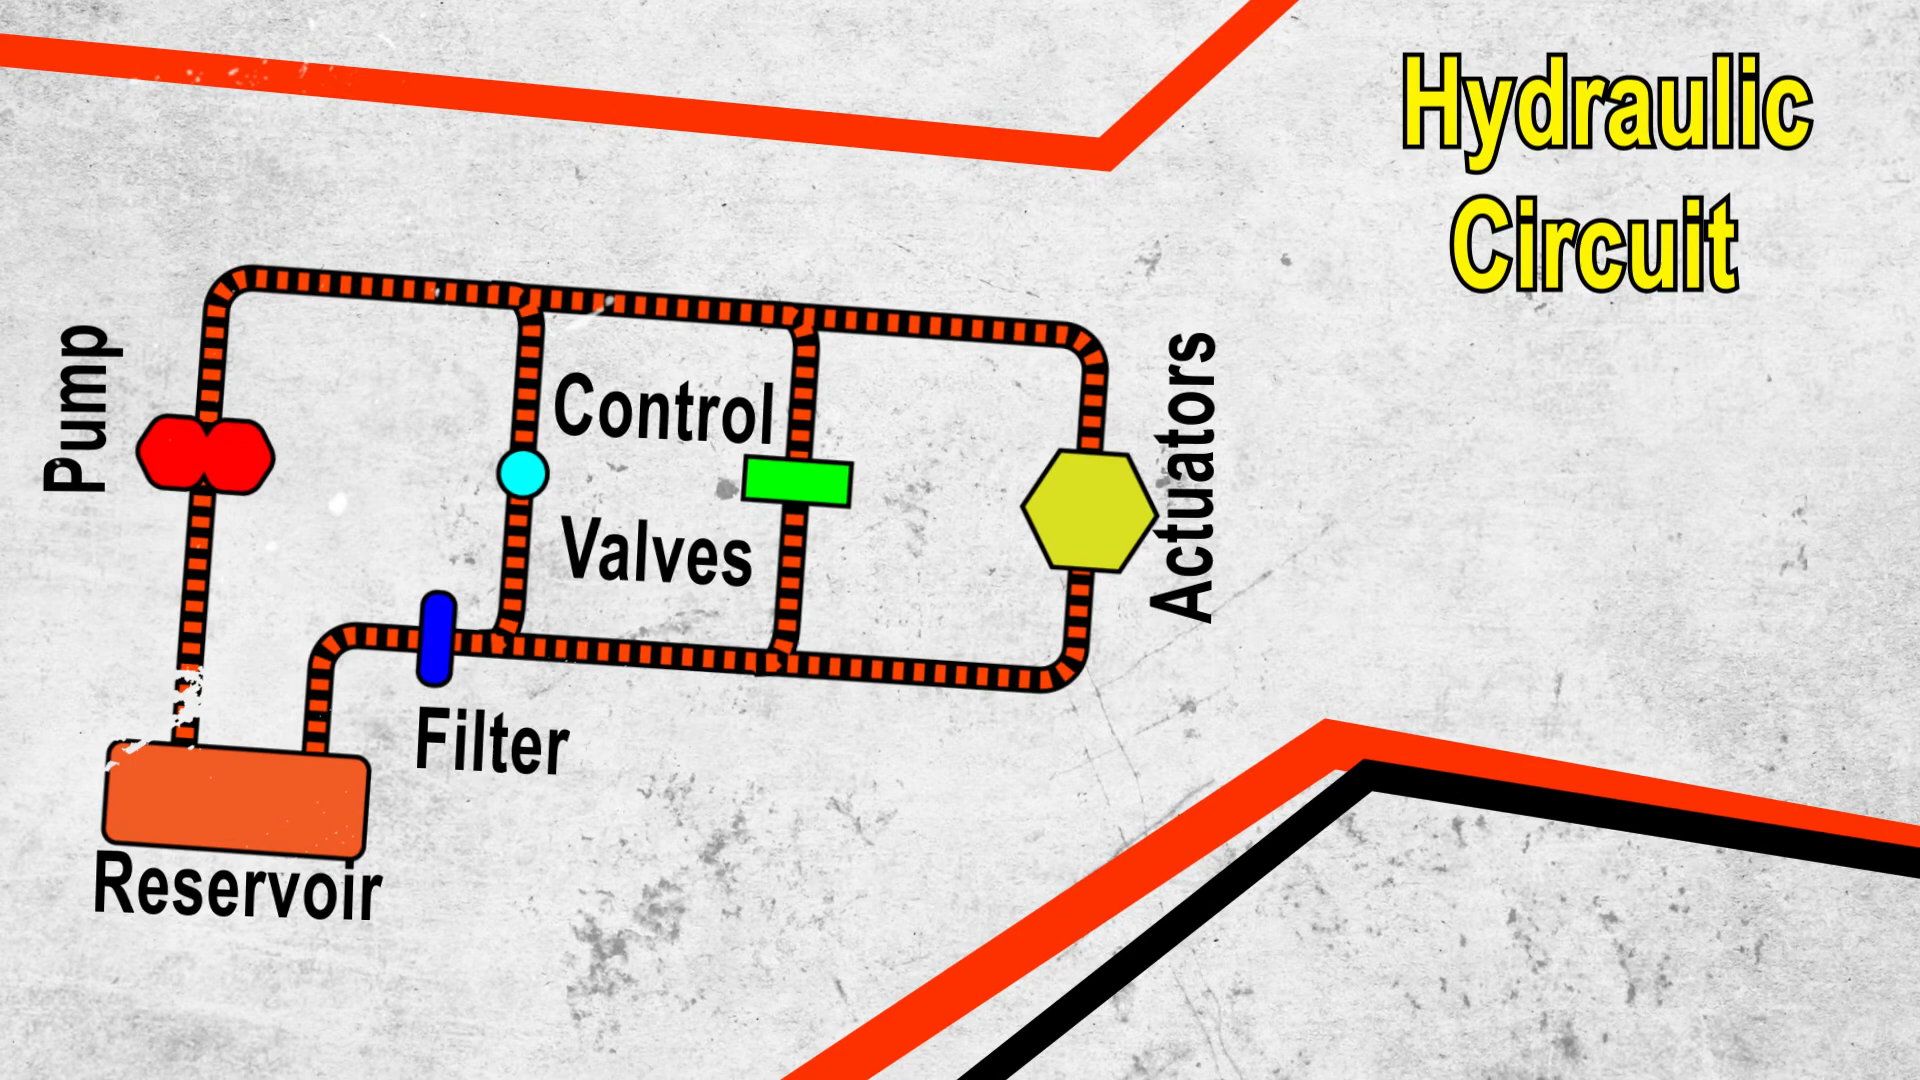 Hydraulic
Circuit
Pump
Control
Valves
Actuators
Filter
Reservoir